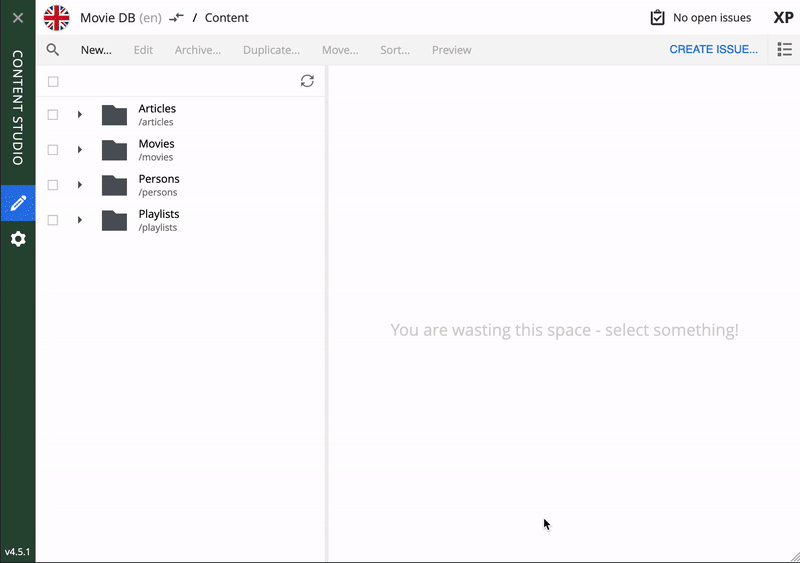 Movie DB (en) / Content
No open issues
XP
New... Edit Archive... Duplicate... Move... Sort... Preview
CREATE ISSUE...
CONTENT STUDIO
Articles
/articles
Movies
/movies
Persons
/persons
Playlists
/playlists
You are wasting this space - select something!
v4.5.1